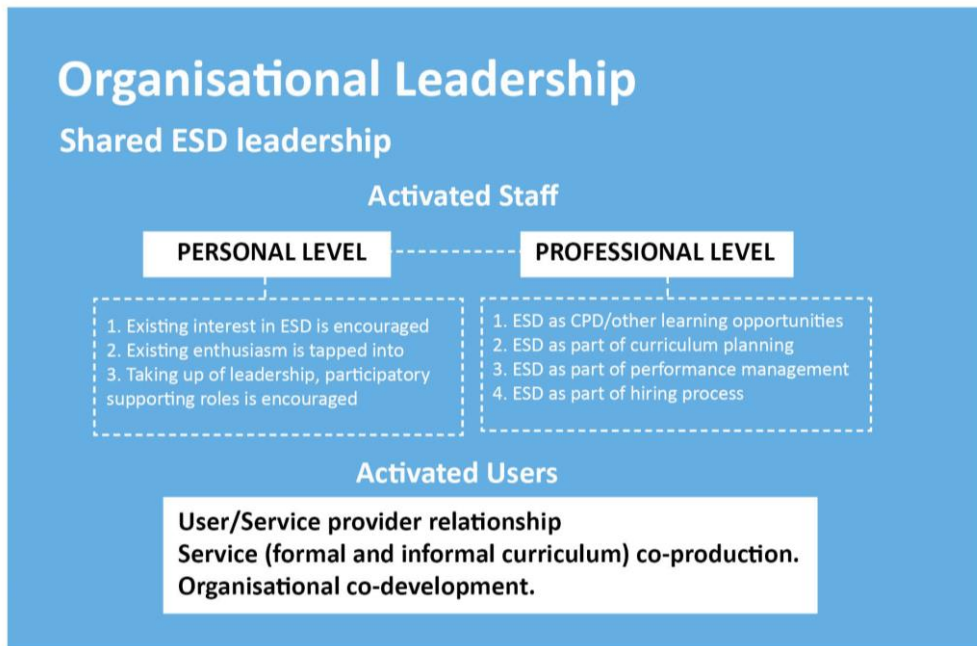 Organisational Leadership
Shared ESD leadership
Activated Staff
PERSONAL LEVEL
1. Existing interest in ESD is encouraged
2. Existing enthusiasm is tapped into
3. Taking up of leadership, participatory
supporting roles is encouraged
PROFESSIONAL LEVEL
1. ESD as CPD/other learning opportunities
2. ESD as part of curriculum planning
3. ESD as part of performance management
4. ESD as part of hiring process
Activated Users
User/Service provider relationship
Service (formal and informal curriculum) co-production.
Organisational co-development.